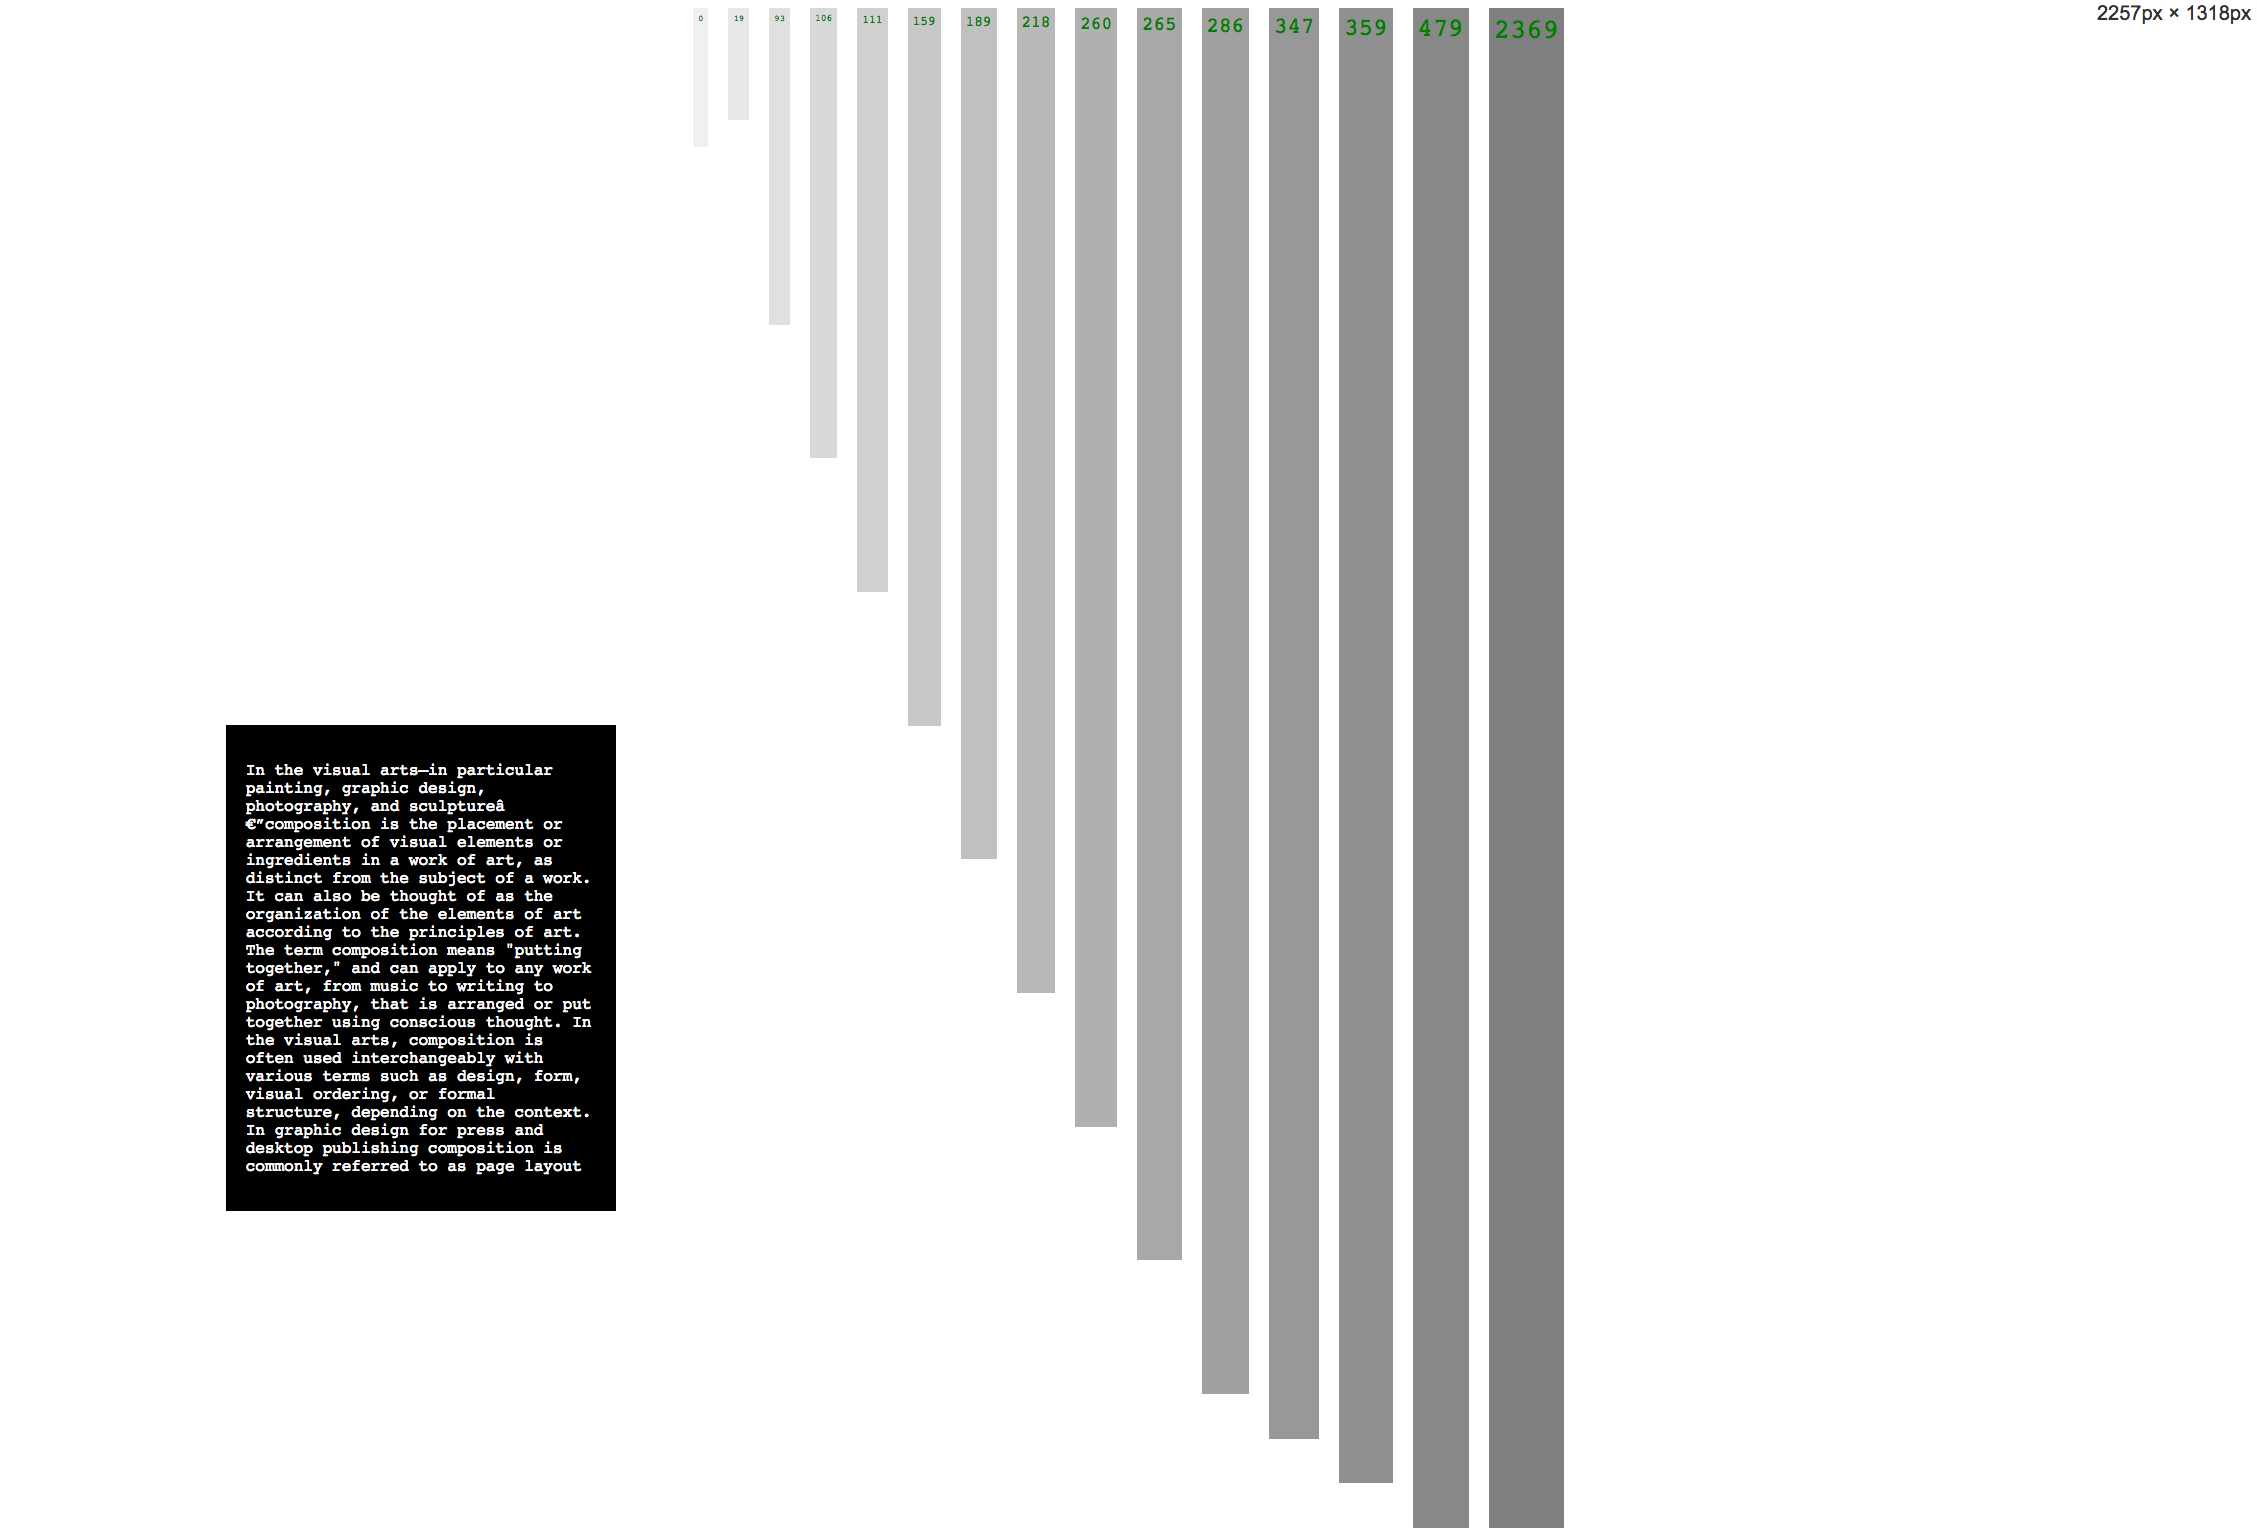 0 19 93 106 111 159 189 218 260 265 286 347 359 479 2369
2257px × 1318px
In the visual arts—in particular
painting, graphic design,
photography, and sculptureâ
€”composition is the placement or
arrangement of visual elements or
ingredients in a work of art, as
distinct from the subject of a work.
It can also be thought of as the
organization of the elements of art
according to the principles of art.
The term composition means "putting
together," and can apply to any work
of art, from music to writing to
photography, that is arranged or put
together using conscious thought. In
the visual arts, composition is
often used interchangeably with
various terms such as design, form,
visual ordering, or formal
structure, depending on the context.
In graphic design for press and
desktop publishing composition is
commonly referred to as page layout